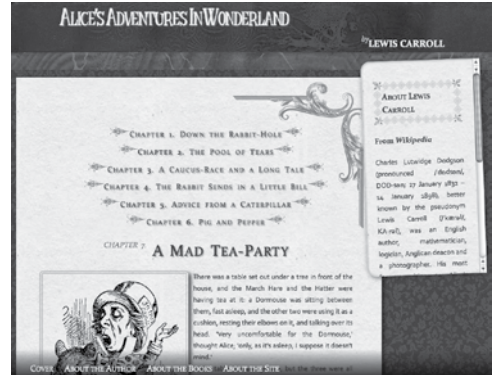 ALICE'S ADVENTURES IN WONDERLAND
by LEWIS CARROLL
CHAPTER 1. DOWN THE RABBIT-HOLE
CHAPTER 2. THE POOL OF TEARS
CHAPTER 3. A CAUCUS-RACE AND A LONG TALE
CHAPTER 4. THE RABBIT SENDS IN A LITTLE BILL
CHAPTER 5. ADVICE FROM A CATERPILLAR
CHAPTER 6. PIG AND PEPPER
CHAPTER 7.
A MAD TEA-PARTY
There was a table set out under a tree in front of the
house, and the March Hare and the Hatter were
having tea at it: a Dormouse was sitting between
them, fast asleep, and the other two were using it as a
cushion, resting their elbows on it, and talking over its
head. 'Very uncomfortable for the Dormouse,'
thought Alice; 'only, as it's asleep, I suppose it doesn't
mind.'
but the three were all
ABOUT LEWIS
CARROLL
From Wikipedia
Charles Lutwidge Dodgson
(pronounced
27 January 1832 –
14 January 1898), better
known by the pseudonym
Lewis Carroll
was an English
author, mathematician,
logician, Anglican deacon and
a photographer. His most
COVER ABOUT THE AUTHOR ABOUT THE BOOKS ABOUT THE SITE